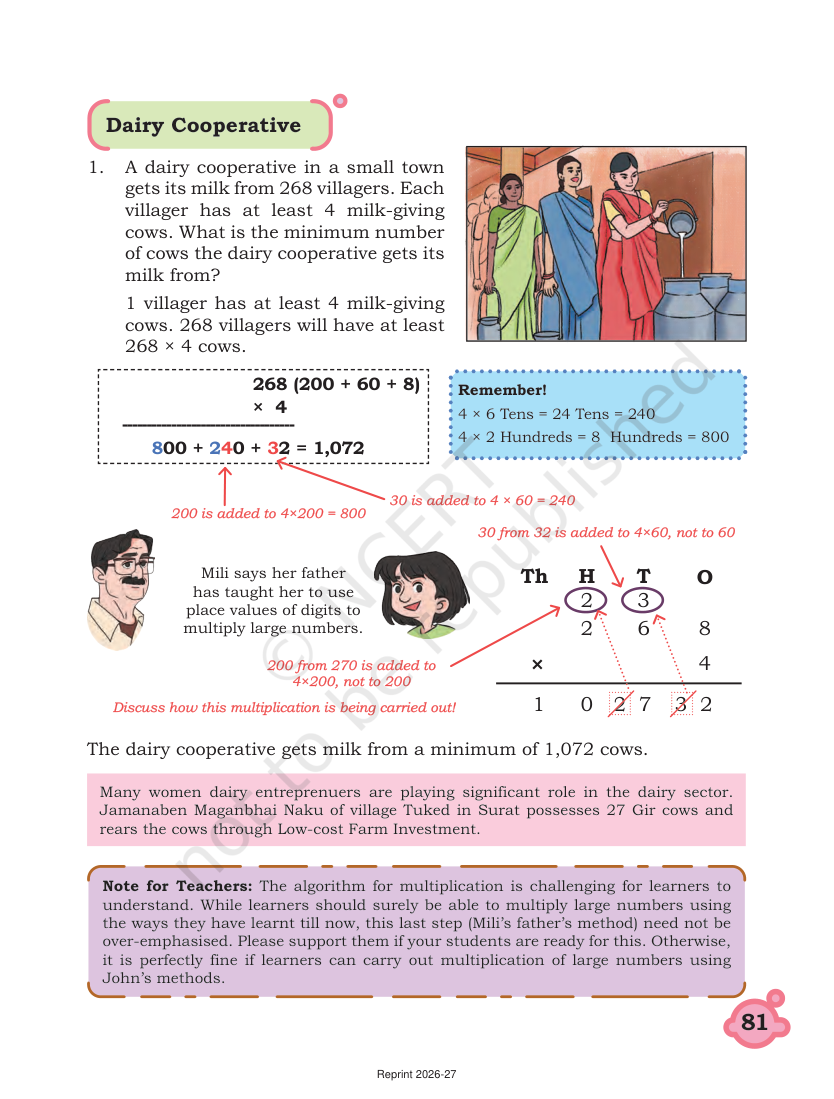 Dairy Cooperative
1. A dairy cooperative in a small town
gets its milk from 268 villagers. Each
villager has at least 4 milk-giving
cows. What is the minimum number
of cows the dairy cooperative gets its
milk from?
1 villager has at least 4 milk-giving
cows. 268 villagers will have at least
268 × 4 cows.
268 (200 + 60 + 8)
× 4
800 + 240 + 32 = 1,072
Remember!
4 × 6 Tens = 24 Tens = 240
4 × 2 Hundreds = 8 Hundreds = 800
30 is added to 4 × 60 = 240
200 is added to 4×200 = 800
30 from 32 is added to 4×60, not to 60
Mili says her father
has taught her to use
place values of digits to
multiply large numbers.
Th H T O
2 3
2 6 8
× 4
1 0 2 7 3 2
200 from 270 is added to
4×200, not to 200
Discuss how this multiplication is being carried out!
The dairy cooperative gets milk from a minimum of 1,072 cows.
Many women dairy entreprenuers are playing significant role in the dairy sector.
Jamanaben Maganbhai Naku of village Tuked in Surat possesses 27 Gir cows and
rears the cows through Low-cost Farm Investment.
Note for Teachers: The algorithm for multiplication is challenging for learners to
understand. While learners should surely be able to multiply large numbers using
the ways they have learnt till now, this last step (Mili's father's method) need not be
over-emphasised. Please support them if your students are ready for this. Otherwise,
it is perfectly fine if learners can carry out multiplication of large numbers using
John's methods.
81
Reprint 2026-27
© NCERT
not to be republished